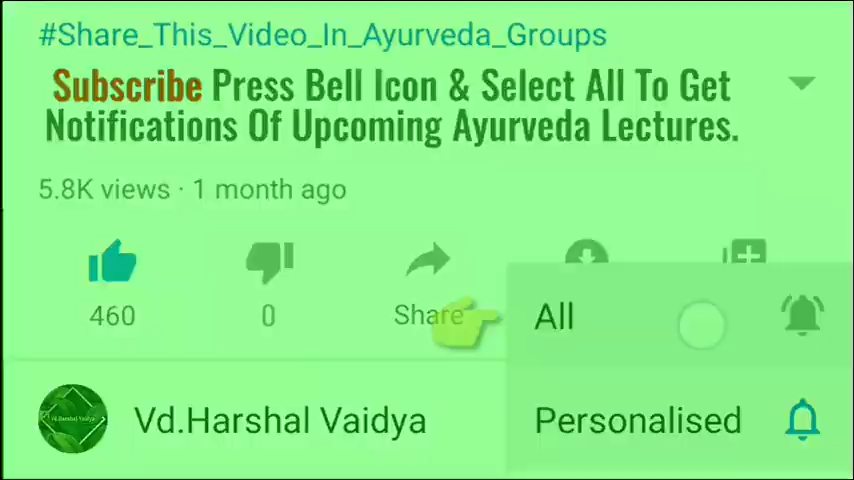 #Share_This_Video_In_Ayurveda_Groups
Subscribe Press Bell Icon & Select All To Get
Notifications Of Upcoming Ayurveda Lectures.
5.8K views · 1 month ago
460
0
Share
All
Vd.Harshal Vaidya
Personalised